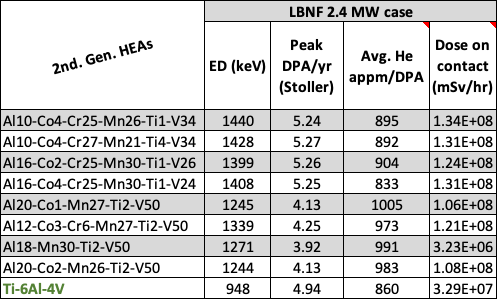 LBNF 2.4 MW case
2nd. Gen. HEAs
ED (keV)
Peak
DPA/yr
(Stoller)
Avg. He
appm/DPA
Dose on
contact
(mSv/hr)
Al10-Co4-Cr25-Mn26-Ti1-V34 1440 5.24 895 1.34E+08
Al10-Co4-Cr27-Mn21-Ti4-V34 1428 5.27 892 1.31E+08
Al16-Co2-Cr25-Mn30-Ti1-V26 1399 5.26 904 1.24E+08
Al16-Co4-Cr25-Mn30-Ti1-V24 1408 5.25 833 1.31E+08
Al20-Co1-Mn27-Ti2-V50 1245 4.13 1005 1.06E+08
Al12-Co3-Cr6-Mn27-Ti2-V50 1339 4.25 973 1.21E+08
Al18-Mn30-Ti2-V50 1271 3.92 991 3.23E+06
Al20-Co2-Mn26-Ti2-V50 1244 4.13 983 1.08E+08
Ti-6Al-4V 948 4.94 860 3.29E+07